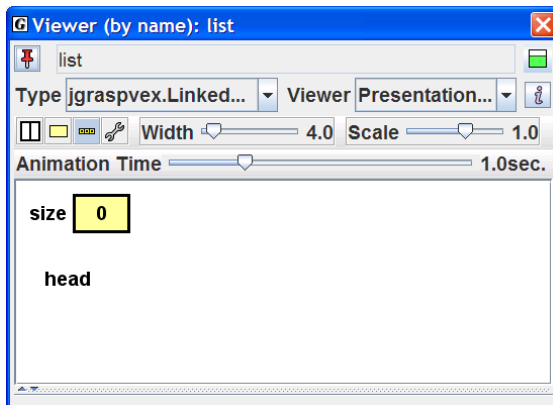 G Viewer (by name): list
list
Type jgraspvex.Linked... Viewer Presentation... i
Width 4.0 Scale 1.0
Animation Time 1.0sec.
size 0
head